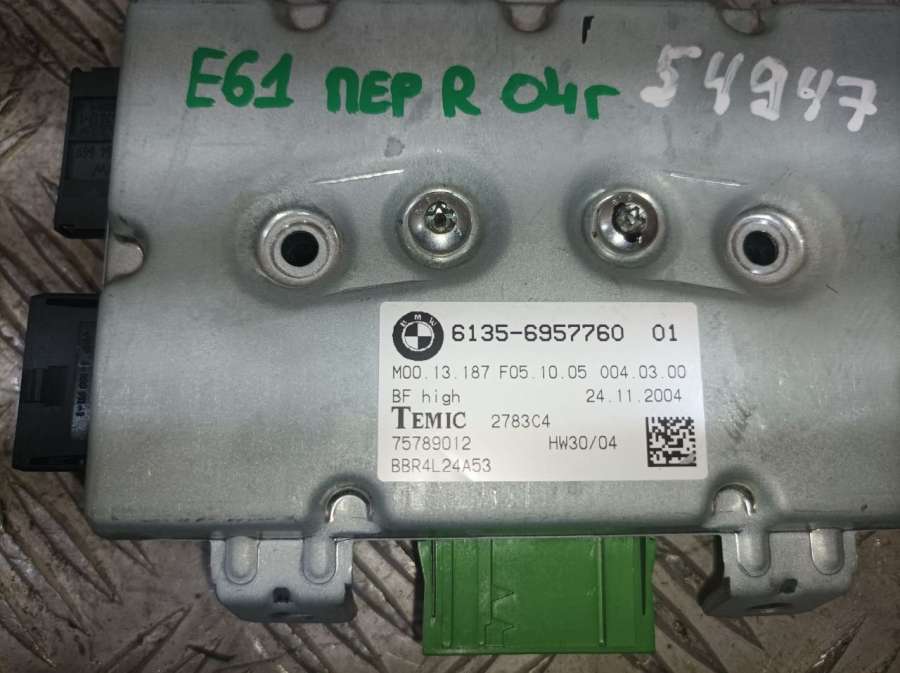 E61 ПЕР R 04г 54947
BMW 6135-6957760 01
M00.13.187 F05.10.05 004.03.00
BF high 24.11.2004
TEMIC 2783C4
75789012 HW30/04
BBR4L24A53